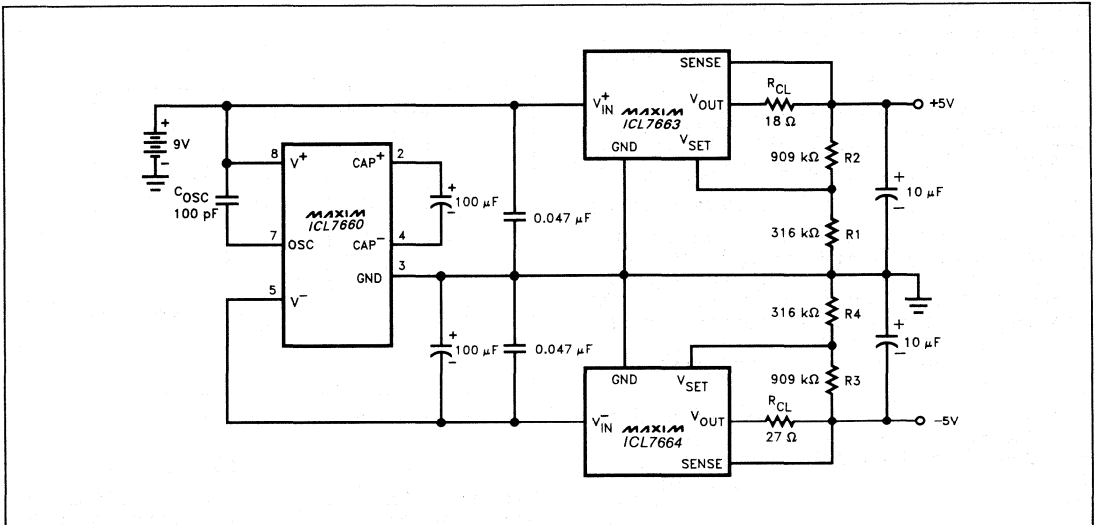 +
9V
−
C_OSC
100 pF
8
V+
7
OSC
5
V−
MAXIM
ICL7660
CAP+
2
CAP−
4
GND
3
+
100 µF
−
0.047 µF
+
100 µF
−
0.047 µF
SENSE
V+IN
MAXIM
ICL7663
V_OUT
GND
V_SET
R_CL
18 Ω
+5V
909 kΩ
R2
316 kΩ
R1
+
10 µF
−
316 kΩ
R4
909 kΩ
R3
+
10 µF
−
GND
V_SET
V−IN
MAXIM
ICL7664
V_OUT
SENSE
R_CL
27 Ω
−5V